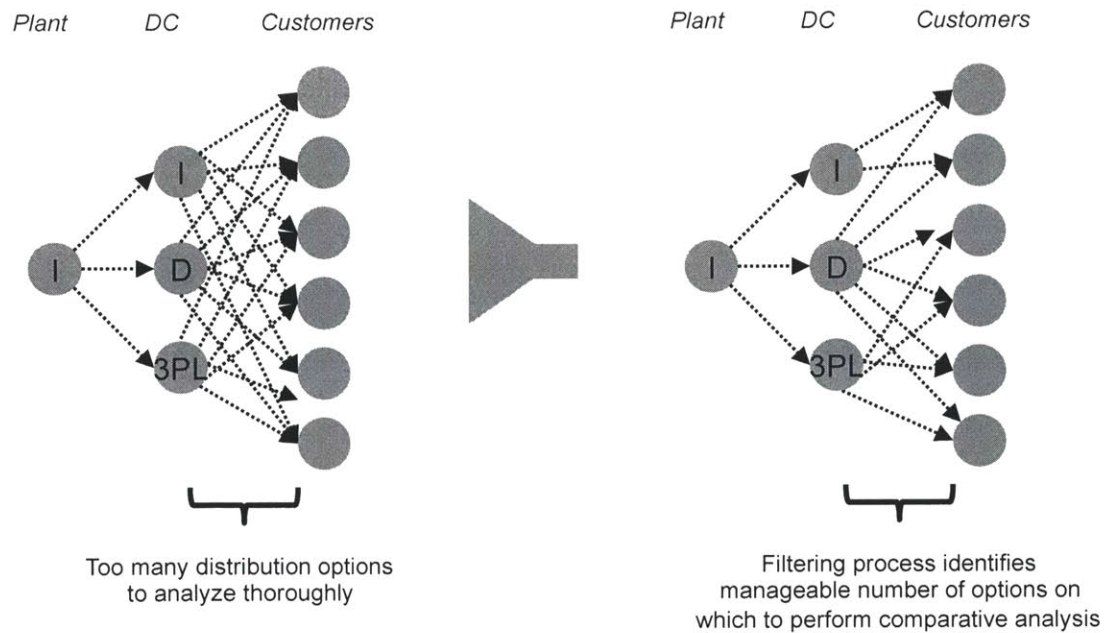 Plant DC Customers
I
I
D
3PL
Too many distribution options
to analyze thoroughly
Plant DC Customers
I
I
D
3PL
Filtering process identifies
manageable number of options on
which to perform comparative analysis